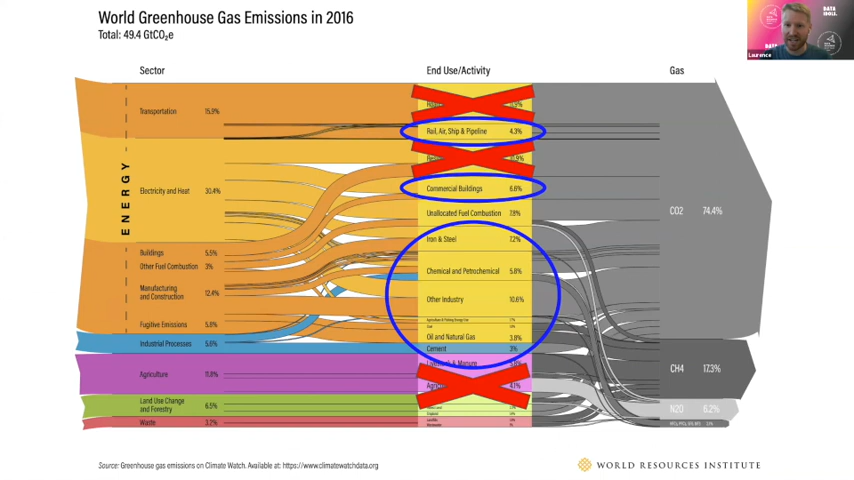 World Greenhouse Gas Emissions in 2016
Total: 49.4 GtCO₂e
DATA
IDOLS.
Laurence
Sector
End Use/Activity
Gas
Transportation 15.9%
Rail, Air, Ship & Pipeline 4.3%
ENERGY
Electricity and Heat 30.4%
Commercial Buildings 6.6%
Unallocated Fuel Combustion 7.8%
CO2 74.4%
Iron & Steel 7.2%
Buildings 5.5%
Other Fuel Combustion 3%
Chemical and Petrochemical 5.8%
Manufacturing
and Construction 12.4%
Other Industry 10.6%
Fugitive Emissions 5.8%
Oil and Natural Gas 3.8%
Industrial Processes 5.6%
Cement 3%
Livestock & Manure
CH4 17.3%
Agriculture 11.8%
4.1%
Land Use Change
and Forestry 6.5%
N2O 6.2%
Waste 3.2%
Source: Greenhouse gas emissions on Climate Watch. Available at: https://www.climatewatchdata.org
WORLD RESOURCES INSTITUTE